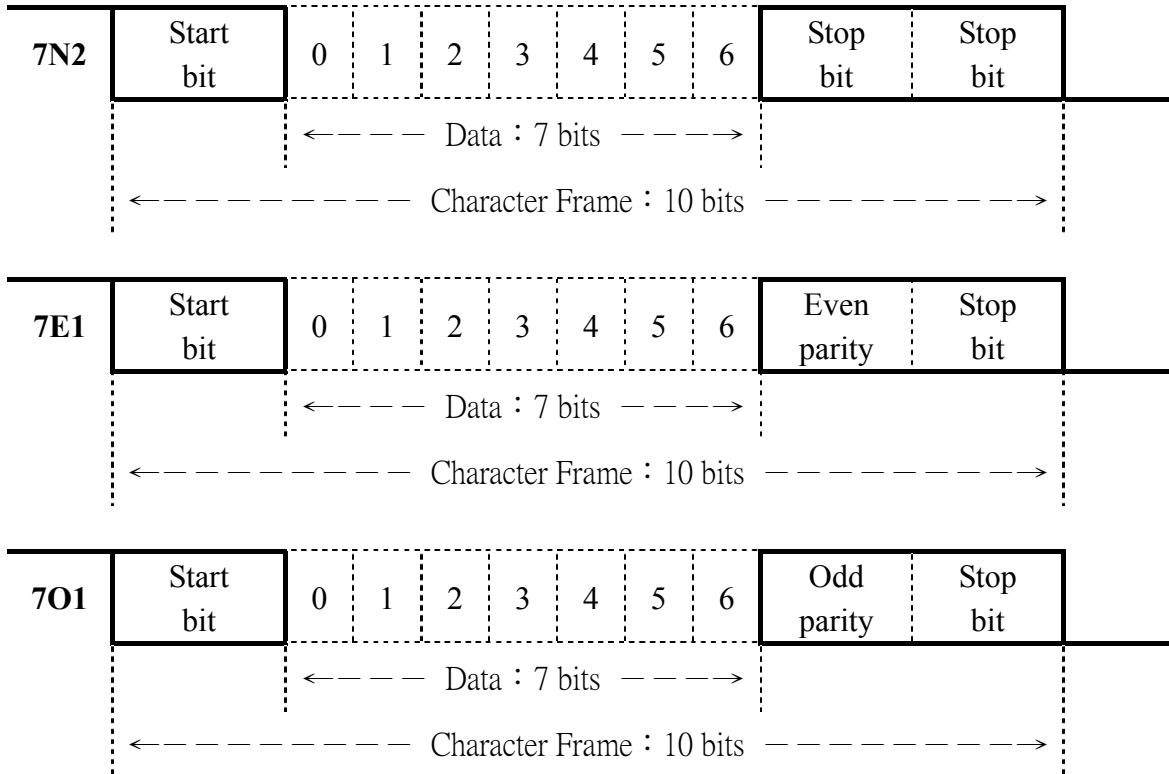 7N2 Start bit 0 1 2 3 4 5 6 Stop bit Stop bit
←--- Data：7 bits ---→
←-------- Character Frame：10 bits --------→
7E1 Start bit 0 1 2 3 4 5 6 Even parity Stop bit
←--- Data：7 bits ---→
←-------- Character Frame：10 bits --------→
7O1 Start bit 0 1 2 3 4 5 6 Odd parity Stop bit
←--- Data：7 bits ---→
←-------- Character Frame：10 bits --------→